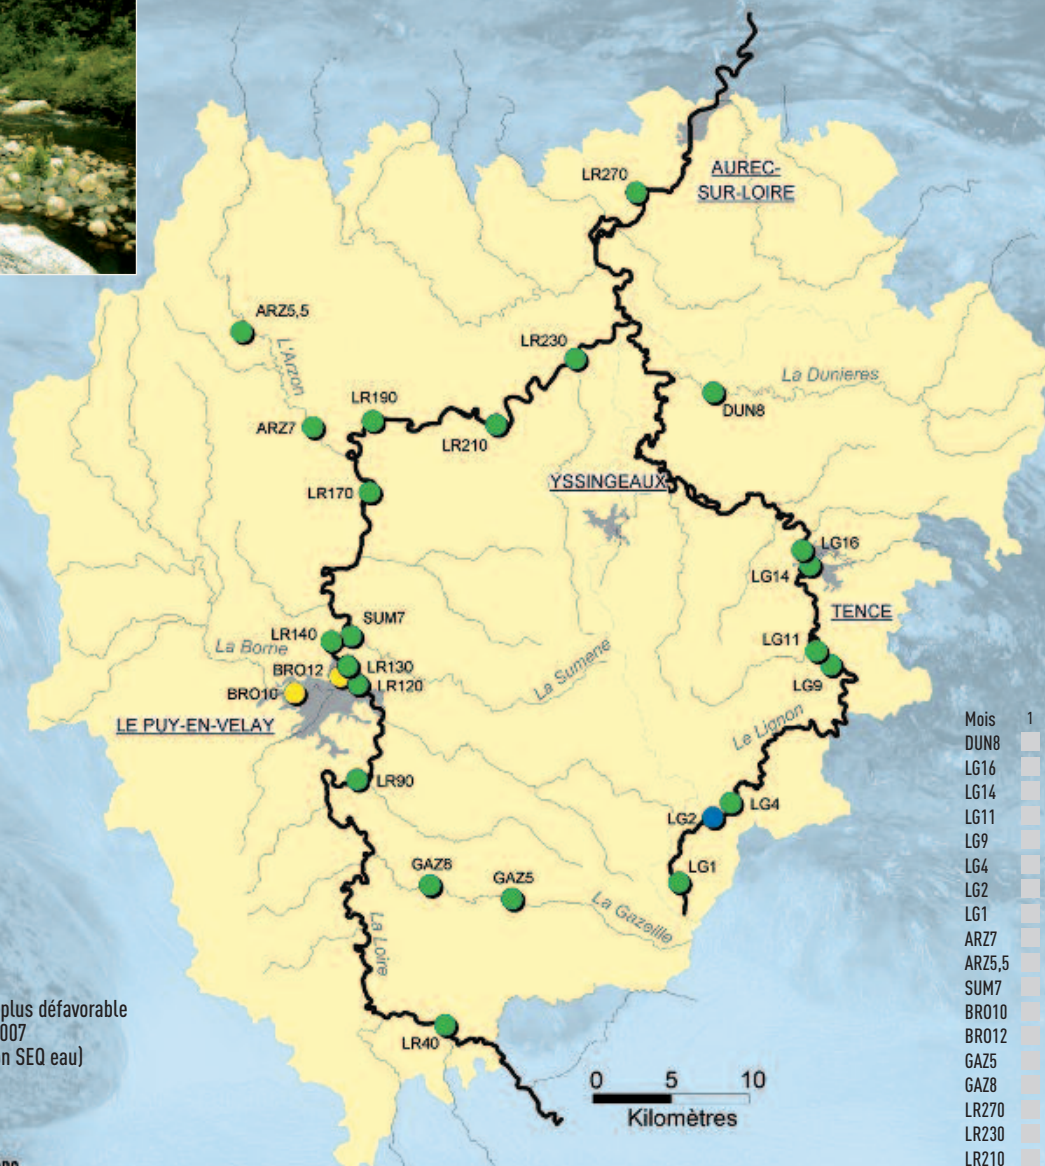 LR270
AUREC-
SUR-LOIRE
ARZ5,5
L'Arzon
LR230
La Dunieres
LR190
DUN8
ARZ7
LR210
YSSINGEAUX
LR170
LG16
LG14
TENCE
SUM7
LR140
La Borne
LG11
BRO12
LR130
LR120
BRO10
La Sumene
LG9
LE PUY-EN-VELAY
Le Lignon
LR90
LG4
LG2
GAZ8
GAZ5
LG1
La Gazeille
La Loire
plus défavorable
007
n SEQ eau)
LR40
0 5 10
Kilomètres
Mois 1
DUN8
LG16
LG14
LG11
LG9
LG4
LG2
LG1
ARZ7
ARZ5,5
SUM7
BRO10
BRO12
GAZ5
GAZ8
LR270
LR230
LR210